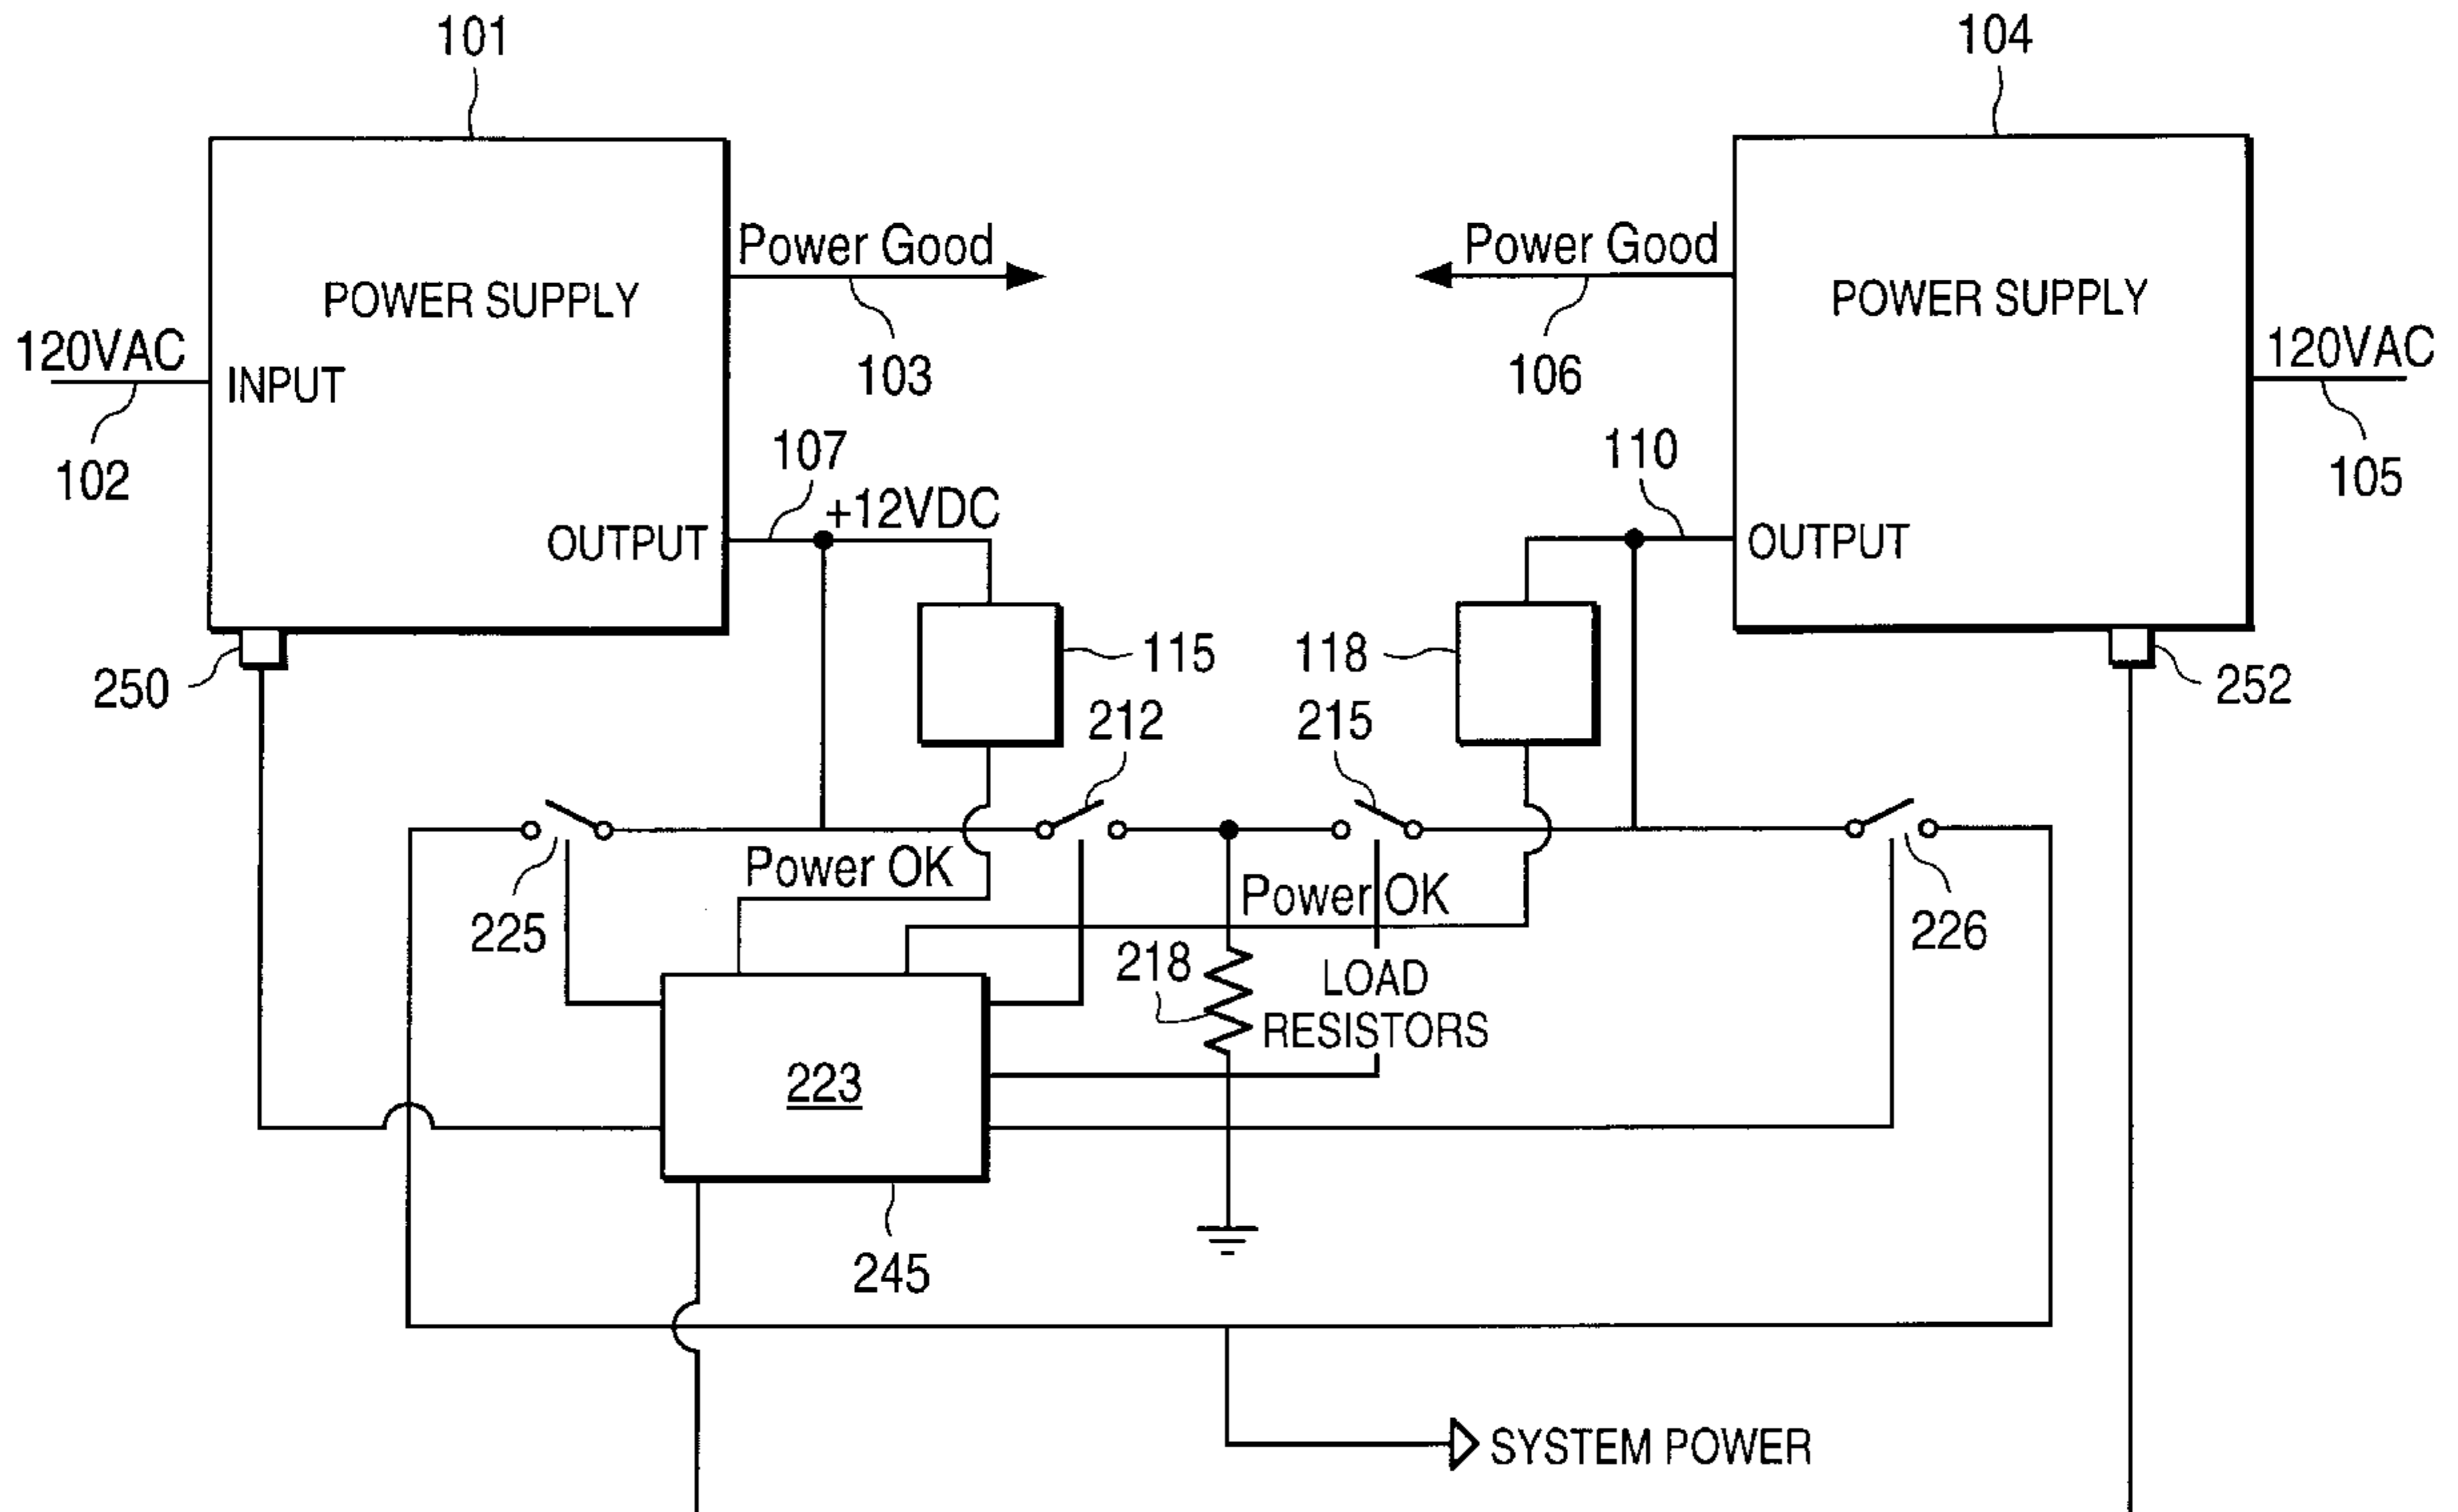 101
104
Power Good
Power Good
POWER SUPPLY
POWER SUPPLY
120VAC
INPUT
103
106
120VAC
102
107
110
105
+12VDC
OUTPUT
OUTPUT
250
115
118
252
212
215
225
Power OK
Power OK
226
218
LOAD
RESISTORS
223
245
SYSTEM POWER